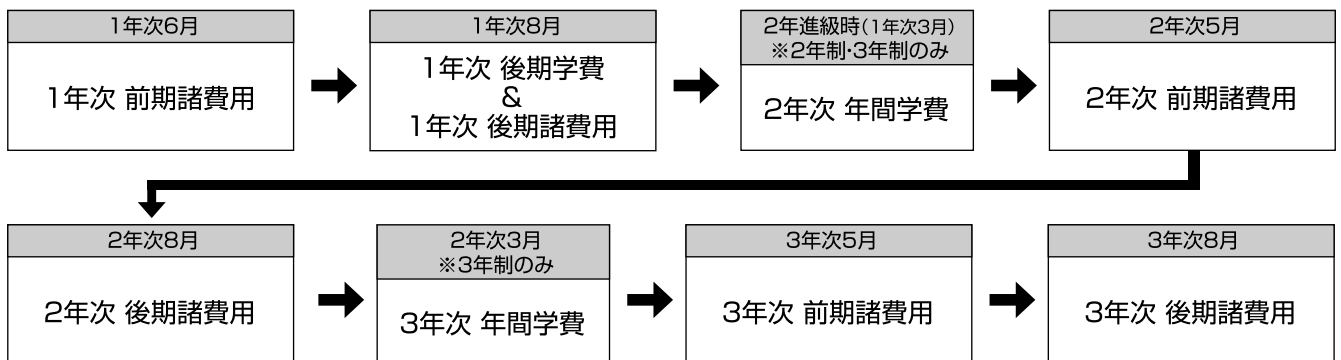 1年次6月
1年次 前期諸費用
1年次8月
1年次 後期学費
&
1年次 後期諸費用
2年進級時(1年次3月)
※2年制・3年制のみ
2年次 年間学費
2年次5月
2年次 前期諸費用
2年次8月
2年次 後期諸費用
2年次3月
※3年制のみ
3年次 年間学費
3年次5月
3年次 前期諸費用
3年次8月
3年次 後期諸費用